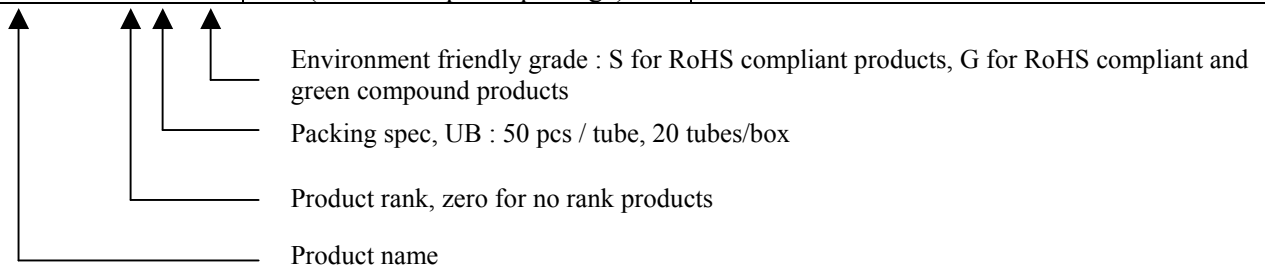 Environment friendly grade : S for RoHS compliant products, G for RoHS compliant and
green compound products
Packing spec, UB : 50 pcs / tube, 20 tubes/box
Product rank, zero for no rank products
Product name